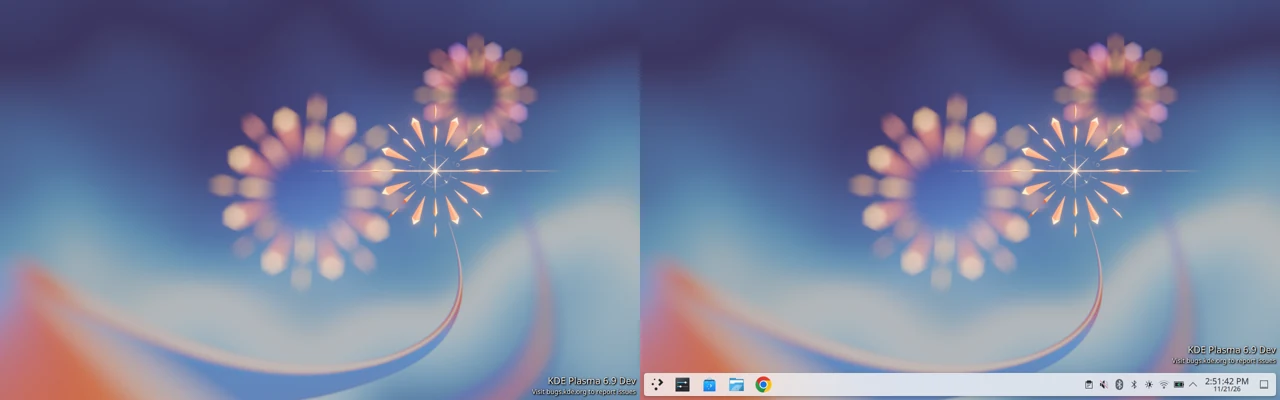 KDE Plasma 6.9 Dev
Visit bugs.kde.org to report issues
KDE Plasma 6.9 Dev
Visit bugs.kde.org to report issues
2:51:42 PM
11/21/26